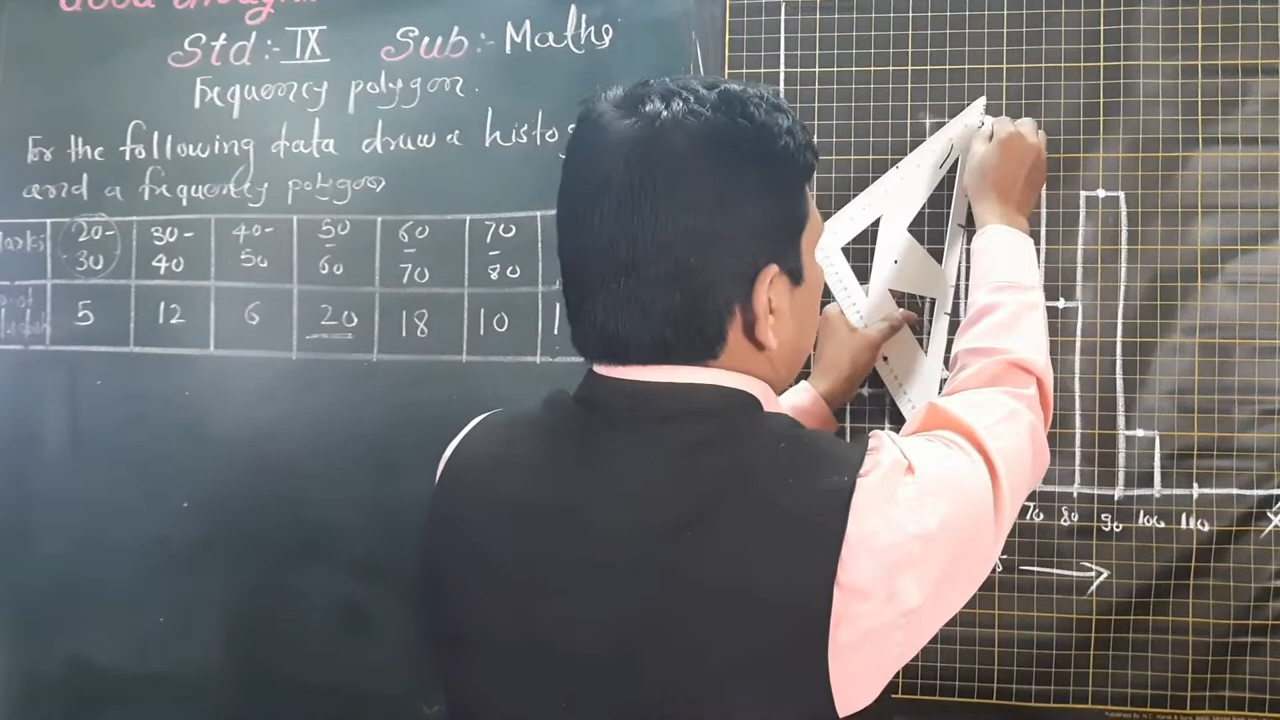 Std:- IX Sub:- Maths
Frequency polygon.
For the following data draw a histog
and a frequency polygon
20- 30- 40- 50 60 70
30 40 50 60 70 80
5 12 6 20 18 10
70 80 90 100 110 X